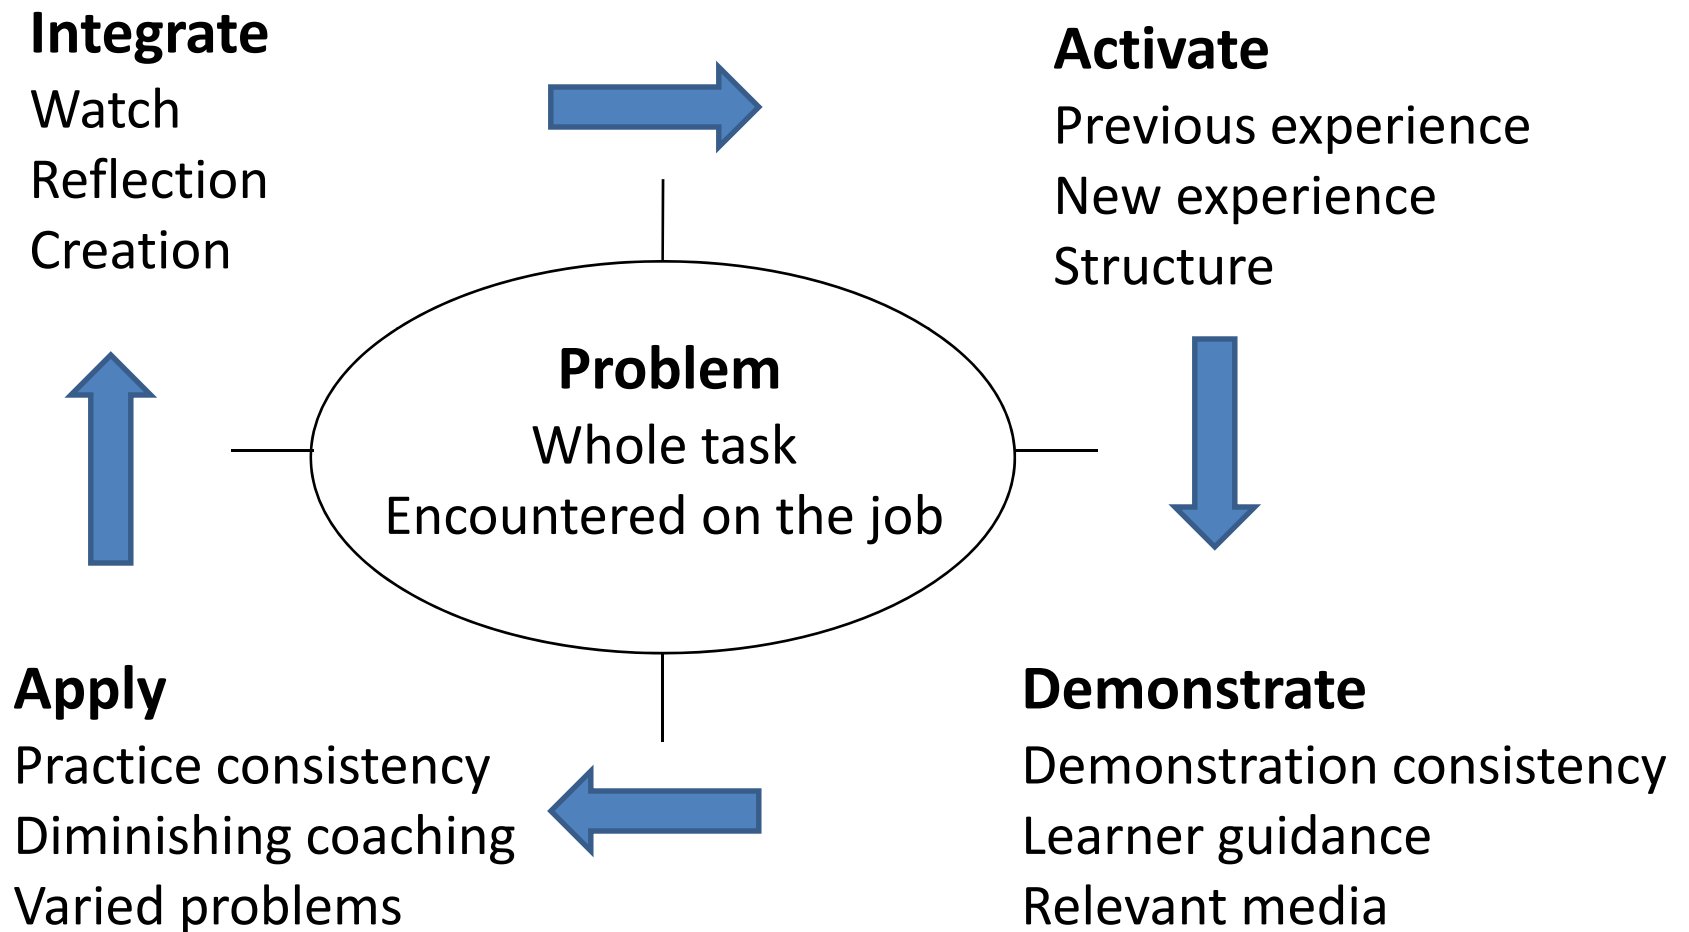 Integrate
Watch
Reflection
Creation
Activate
Previous experience
New experience
Structure
Problem
Whole task
Encountered on the job
Apply
Practice consistency
Diminishing coaching
Varied problems
Demonstrate
Demonstration consistency
Learner guidance
Relevant media